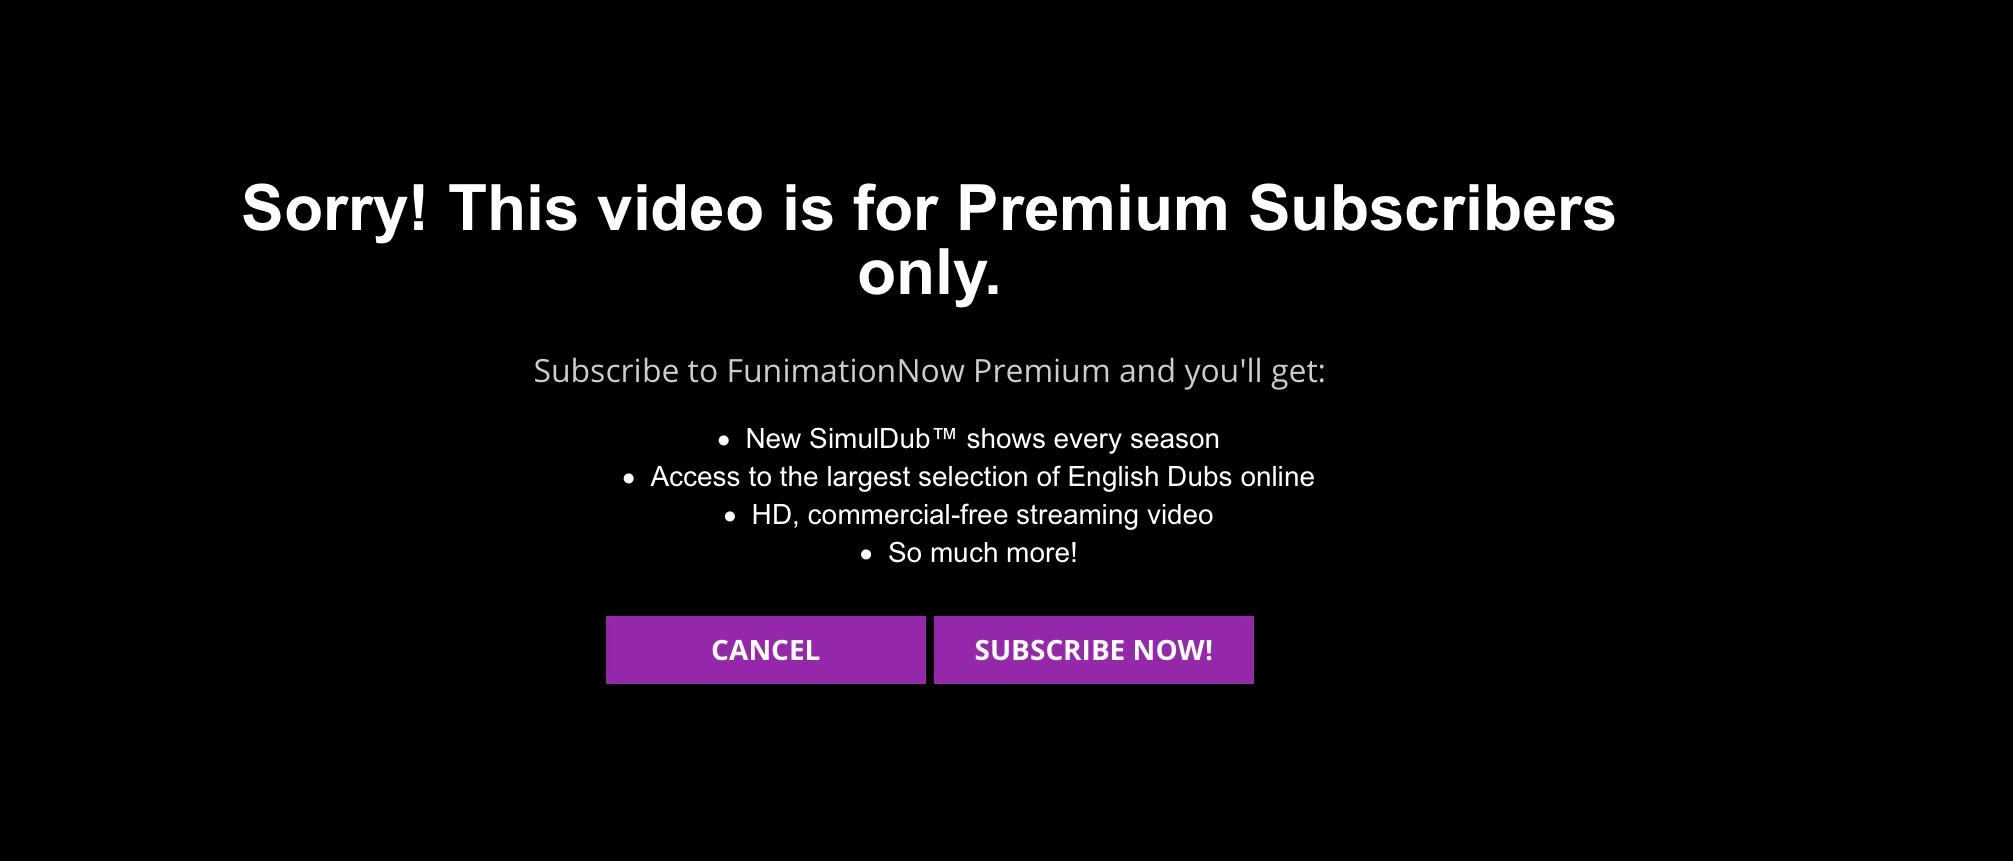 Sorry! This video is for Premium Subscribers
only.
Subscribe to FunimationNow Premium and you'll get:
• New SimulDub™ shows every season
• Access to the largest selection of English Dubs online
• HD, commercial-free streaming video
• So much more!
CANCEL SUBSCRIBE NOW!